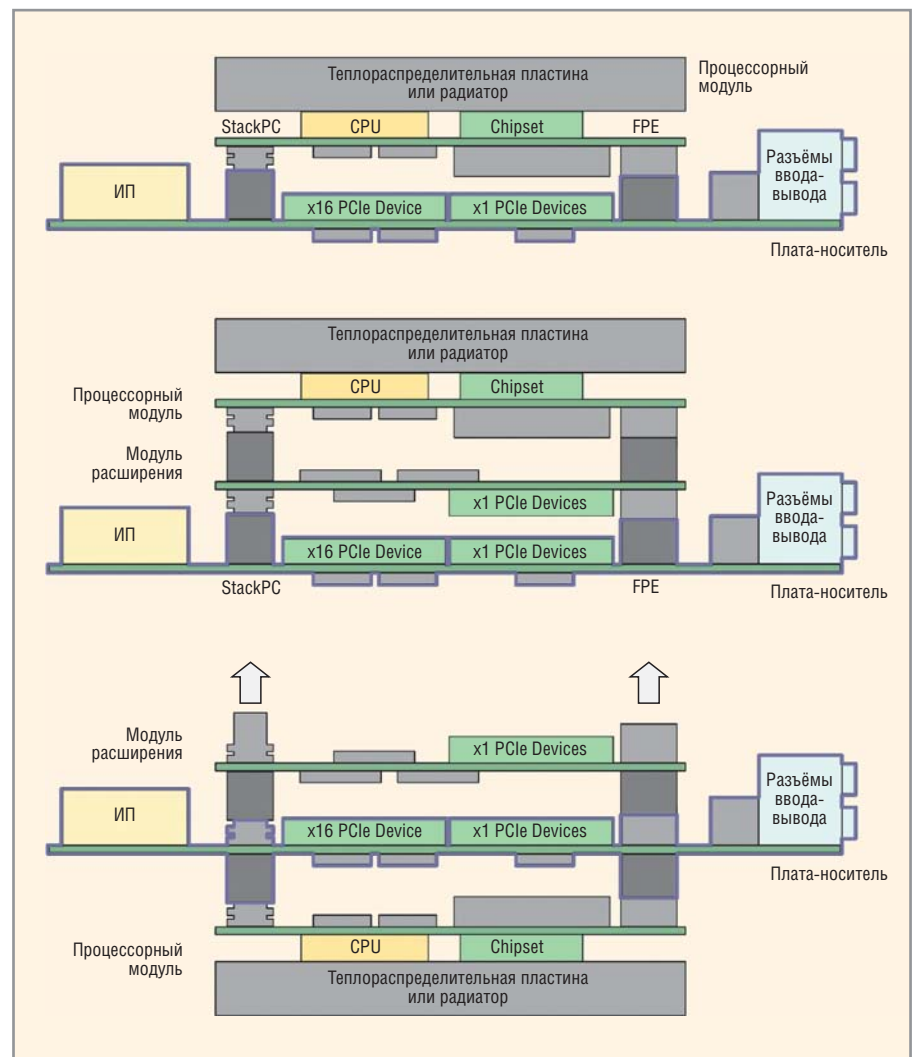 Теплораспределительная пластина
или радиатор
Процессорный
модуль
StackPC
CPU
Chipset
FPE
ИП
x16 PCIe Device
x1 PCIe Devices
Разъёмы
ввода-
вывода
Плата-носитель
Теплораспределительная пластина
или радиатор
Процессорный
модуль
CPU
Chipset
Модуль
расширения
x1 PCIe Devices
ИП
x16 PCIe Device
x1 PCIe Devices
Разъёмы
ввода-
вывода
StackPC
FPE
Плата-носитель
Модуль
расширения
x1 PCIe Devices
ИП
x16 PCIe Device
x1 PCIe Devices
Разъёмы
ввода-
вывода
Плата-носитель
Процессорный
модуль
CPU
Chipset
Теплораспределительная пластина
или радиатор